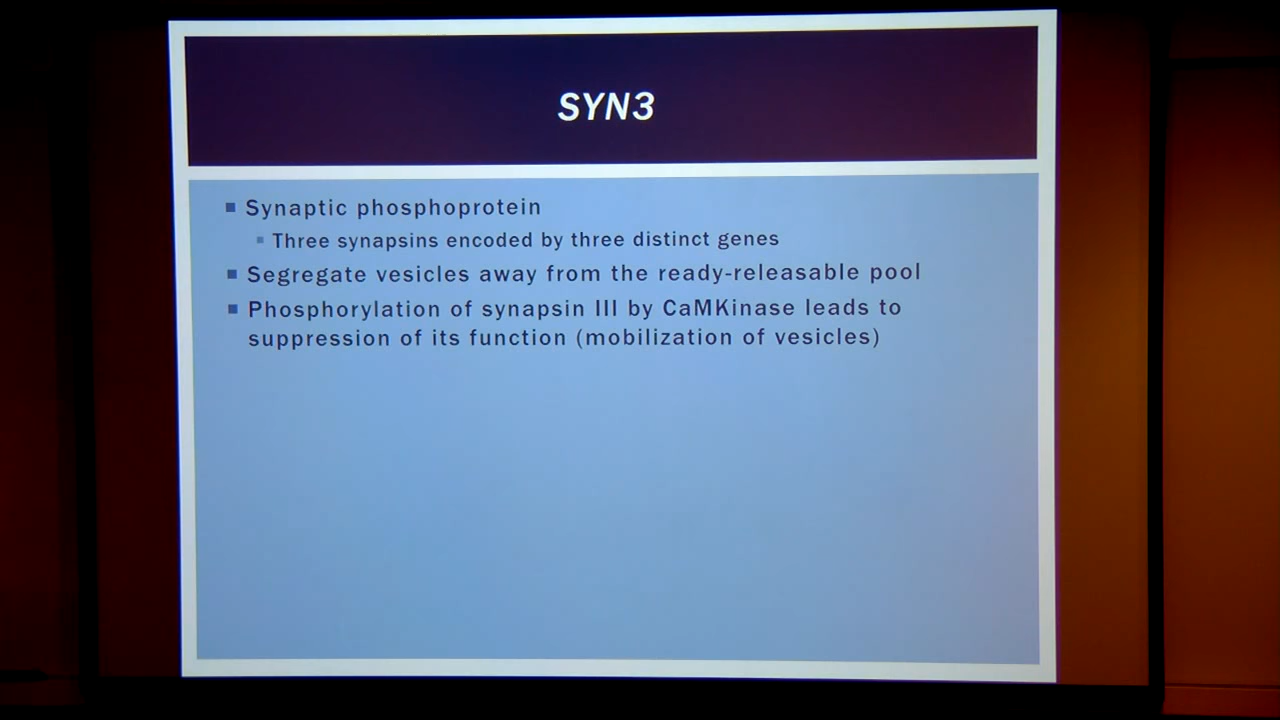 SYN3
Synaptic phosphoprotein
Three synapsins encoded by three distinct genes
Segregate vesicles away from the ready-releasable pool
Phosphorylation of synapsin III by CaMKinase leads to
suppression of its function (mobilization of vesicles)